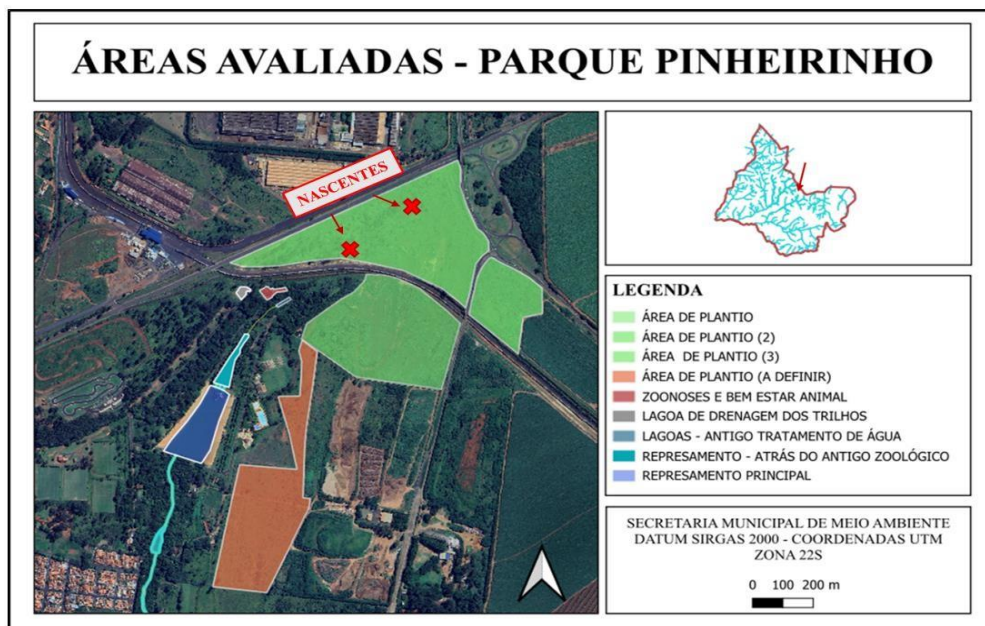 ÁREAS AVALIADAS - PARQUE PINHEIRINHO
NASCENTES
LEGENDA
ÁREA DE PLANTIO
ÁREA DE PLANTIO (2)
ÁREA  DE PLANTIO (3)
ÁREA DE PLANTIO (A DEFINIR)
ZOONOSES E BEM ESTAR ANIMAL
LAGOA DE DRENAGEM DOS TRILHOS
LAGOAS - ANTIGO TRATAMENTO DE ÁGUA
REPRESAMENTO - ATRÁS DO ANTIGO ZOOLÓGICO
REPRESAMENTO PRINCIPAL
SECRETARIA MUNICIPAL DE MEIO AMBIENTE
DATUM SIRGAS 2000 - COORDENADAS UTM
ZONA 22S
0 100 200 m